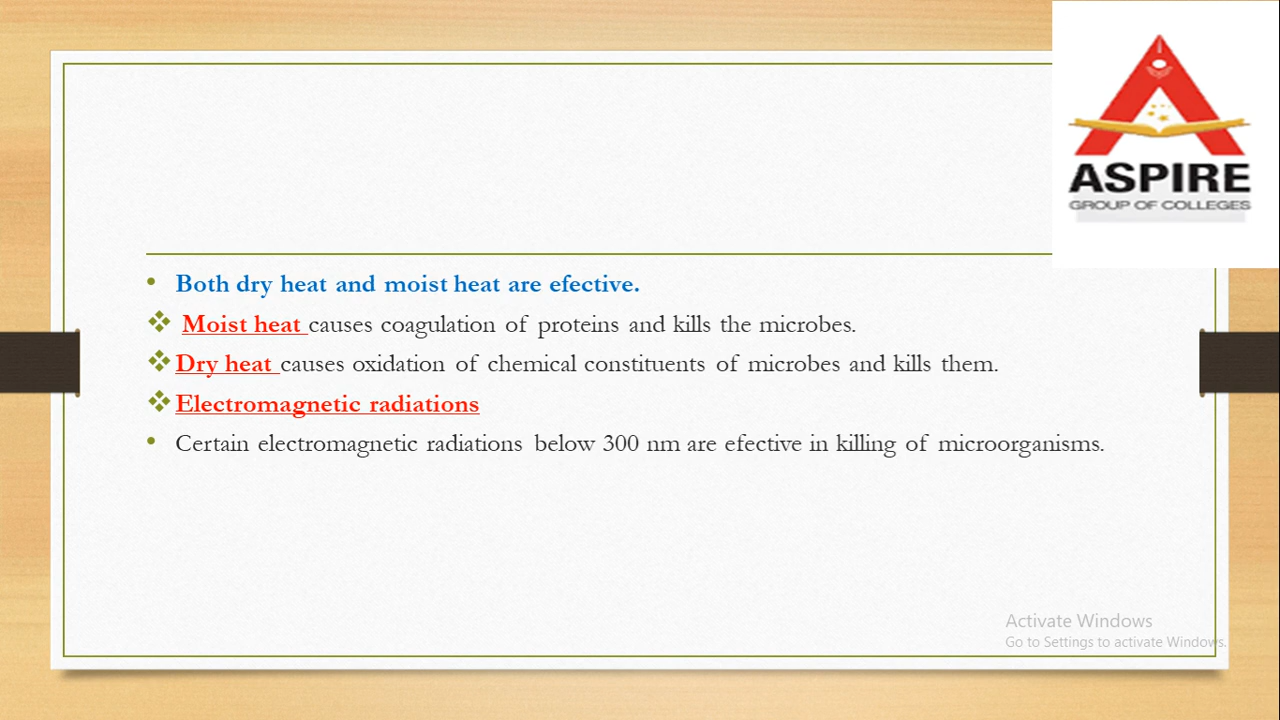 ASPIRE
GROUP OF COLLEGES
Both dry heat and moist heat are efective.
Moist heat causes coagulation of proteins and kills the microbes.
Dry heat causes oxidation of chemical constituents of microbes and kills them.
Electromagnetic radiations
Certain electromagnetic radiations below 300 nm are efective in killing of microorganisms.
Activate Windows
Go to Settings to activate Windows.